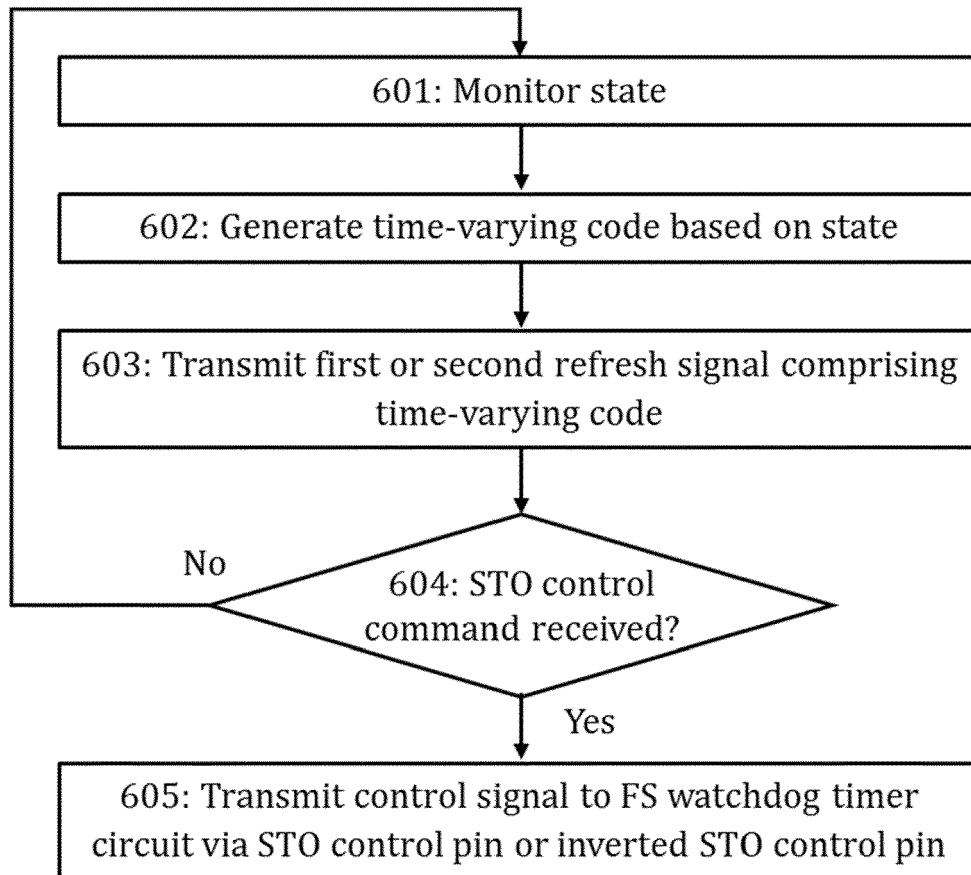 601: Monitor state
602: Generate time-varying code based on state
603: Transmit first or second refresh signal comprising
time-varying code
No
604: STO control
command received?
Yes
605: Transmit control signal to FS watchdog timer
circuit via STO control pin or inverted STO control pin